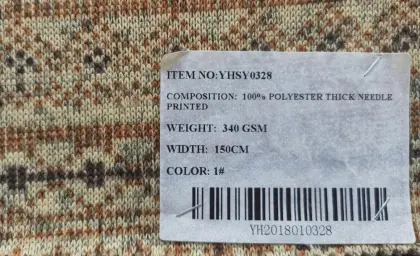 ITEM NO:YHSY0328
COMPOSITION: 100% POLYESTER THICK NEEDLE
PRINTED
WEIGHT: 340 GSM
WIDTH: 150CM
COLOR: 1#
YH2018010328